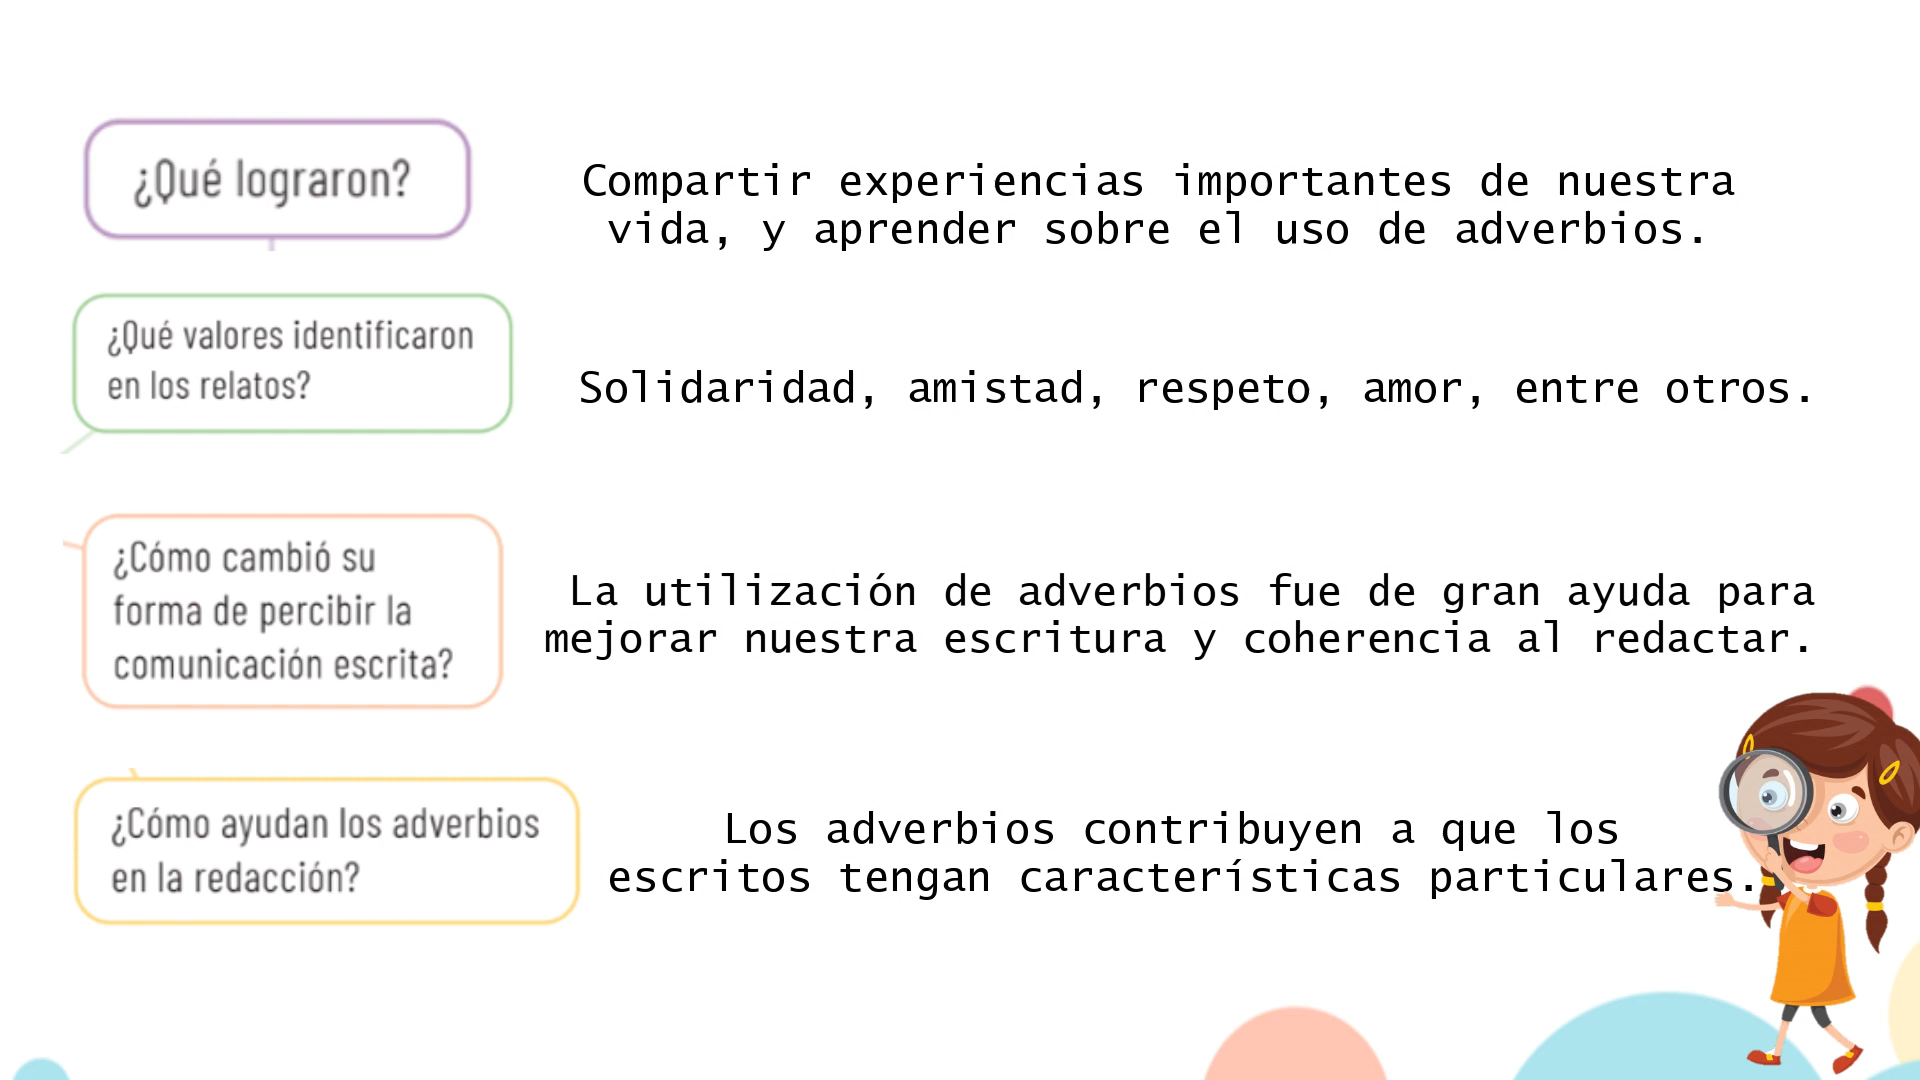 ¿Qué lograron?
Compartir experiencias importantes de nuestra
vida, y aprender sobre el uso de adverbios.
¿Qué valores identificaron
en los relatos?
Solidaridad, amistad, respeto, amor, entre otros.
¿Cómo cambió su
forma de percibir la
comunicación escrita?
La utilización de adverbios fue de gran ayuda para
mejorar nuestra escritura y coherencia al redactar.
¿Cómo ayudan los adverbios
en la redacción?
Los adverbios contribuyen a que los
escritos tengan características particulares.